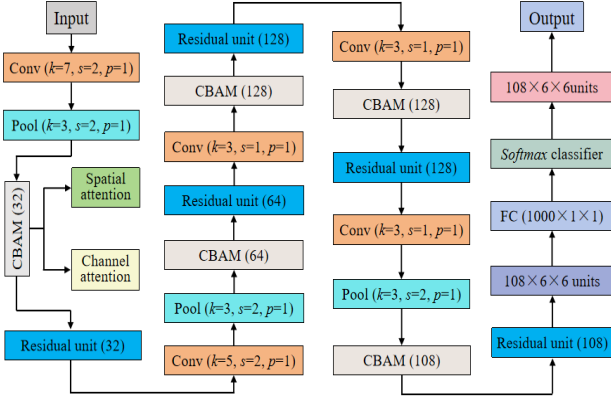 Input
Conv (k=7, s=2, p=1)
Pool (k=3, s=2, p=1)
CBAM (32)
Spatial
attention
Channel
attention
Residual unit (32)
Conv (k=5, s=2, p=1)
Pool (k=3, s=2, p=1)
CBAM (64)
Residual unit (64)
Conv (k=3, s=1, p=1)
CBAM (128)
Residual unit (128)
Conv (k=3, s=1, p=1)
CBAM (128)
Residual unit (128)
Conv (k=3, s=1, p=1)
Pool (k=3, s=2, p=1)
CBAM (108)
Residual unit (108)
108×6×6 units
FC (1000×1×1)
Softmax classifier
108×6×6units
Output